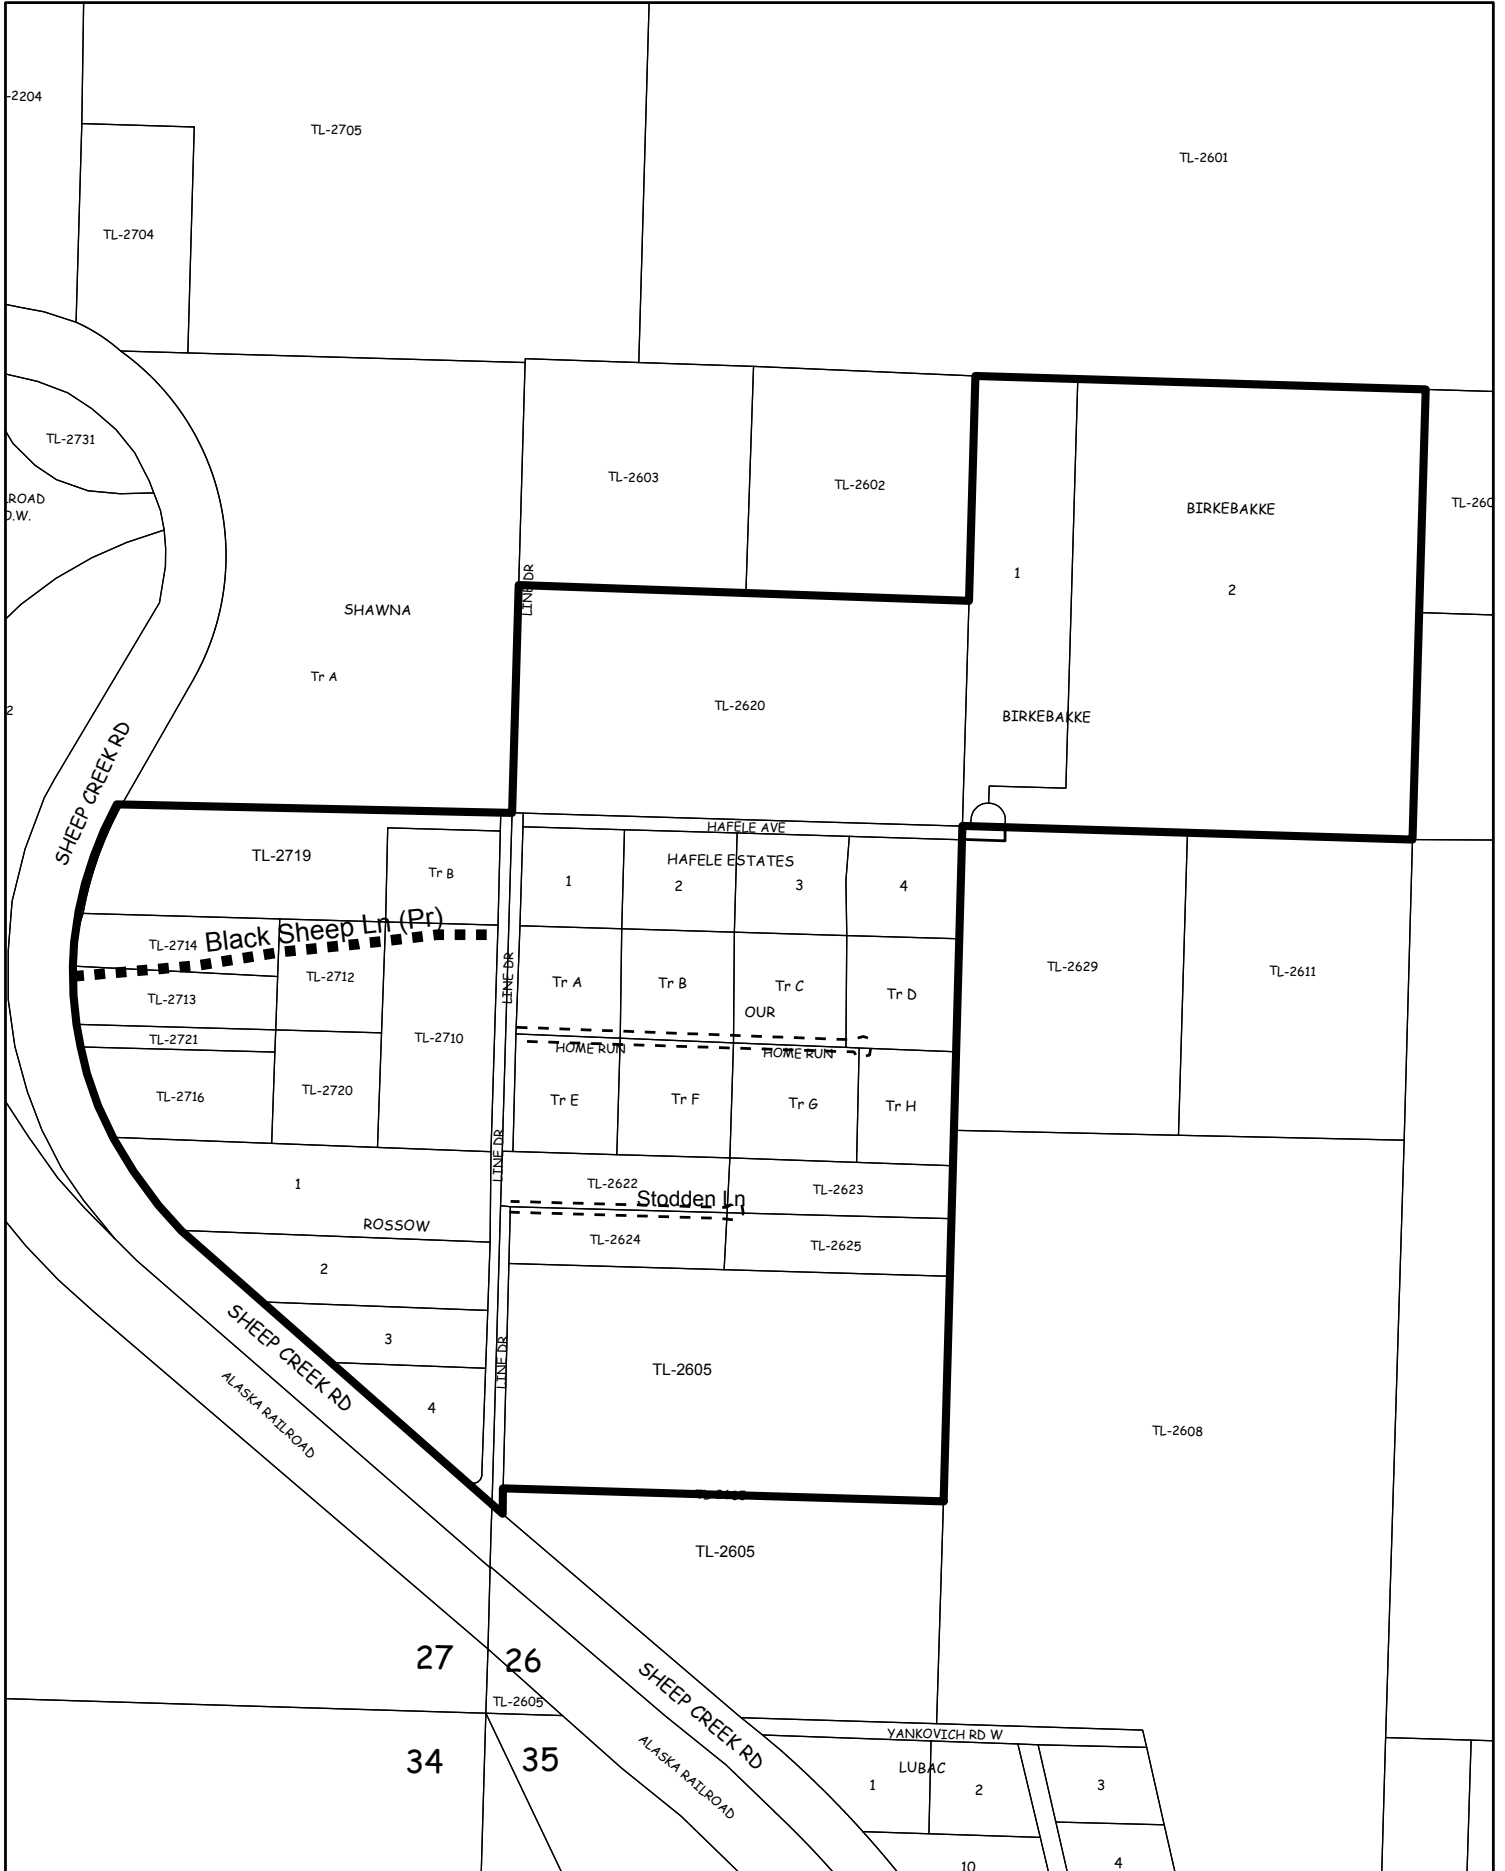 -2204
TL-2705
TL-2601
TL-2704
TL-2731
TL-2603
TL-2602
ROAD
O.W.
BIRKEBAKKE
TL-260
1
2
LINE DR
SHAWNA
Tr A
TL-2620
2
BIRKEBAKKE
SHEEP CREEK RD
HAFELE AVE
TL-2719
HAFELE ESTATES
Tr B
1
2
3
4
TL-2714
Black Sheep Ln (Pr)
TL-2712
TL-2629
TL-2611
LINE DR
Tr A
Tr B
Tr C
Tr D
TL-2713
OUR
TL-2721
TL-2710
HOME RUN
HOME RUN
TL-2716
TL-2720
Tr E
Tr F
Tr G
Tr H
LINE DR
1
TL-2622
Stodden Ln
TL-2623
ROSSOW
TL-2624
TL-2625
2
SHEEP CREEK RD
3
LINE DR
TL-2605
ALASKA RAILROAD
4
TL-2608
TL-2605
27
26
SHEEP CREEK RD
TL-2605
YANKOVICH RD W
34
35
ALASKA RAILROAD
LUBAC
1
2
3
10
4